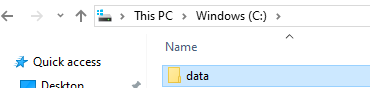 This PC > Windows (C:) >
Name
Quick access
data
Desktop